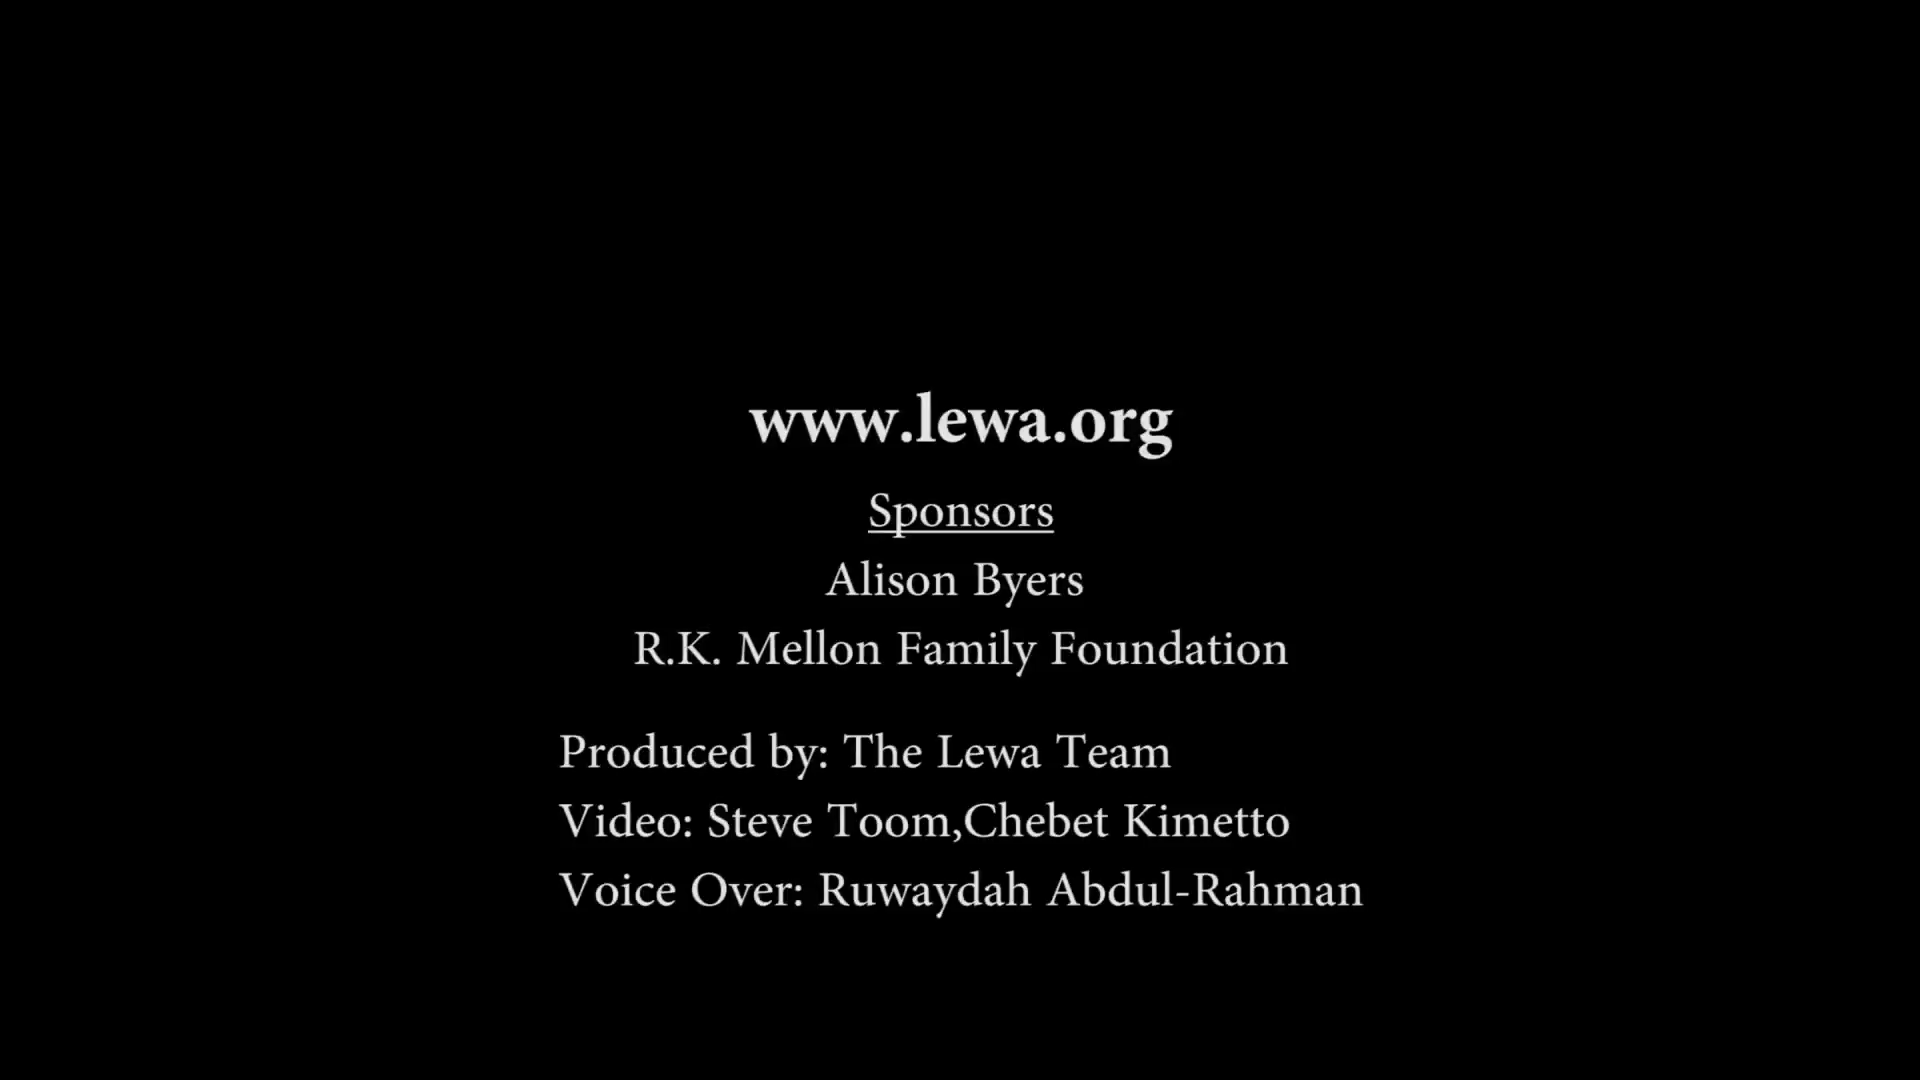 www.lewa.org
Sponsors
Alison Byers
R.K. Mellon Family Foundation
Produced by: The Lewa Team
Video: Steve Toom,Chebet Kimetto
Voice Over: Ruwaydah Abdul-Rahman